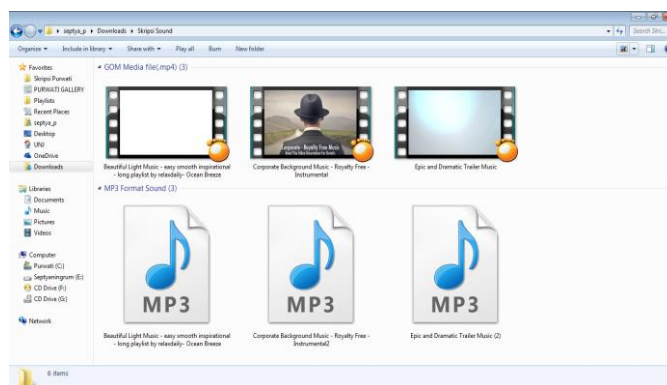 septya_p ▸ Downloads ▸ Skripsi Sound
Organize Include in library Share with Play all Burn New folder
Favorites
Skripsi Purwati
PURWATI GALLERY
Playlists
Recent Places
septya_p
Desktop
UNJ
OneDrive
Downloads
Libraries
Documents
Music
Pictures
Videos
Computer
Purwati (C:)
Septyaningrum (E:)
CD Drive (F:)
CD Drive (G:)
Network
GOM Media file(.mp4) (3)
Corporate - Royalty Free Music
Beautiful Light Music - easy smooth inspirational
- long playlist by relaxdaily- Ocean Breeze
Corporate Background Music - Royalty Free -
Instrumental
Epic and Dramatic Trailer Music
MP3 Format Sound (3)
MP3
MP3
MP3
Beautiful Light Music - easy smooth inspirational
- long playlist by relaxdaily- Ocean Breeze
Corporate Background Music - Royalty Free -
Instrumental2
Epic and Dramatic Trailer Music (2)
6 items